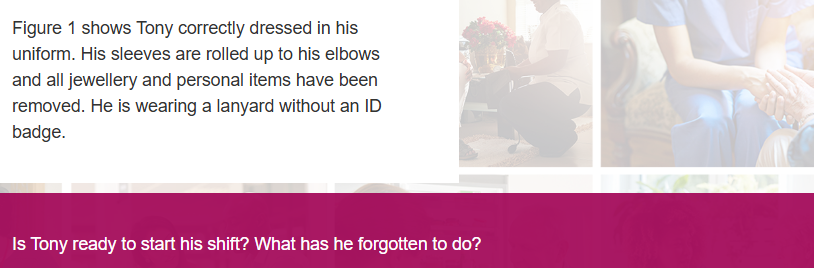 Figure 1 shows Tony correctly dressed in his
uniform. His sleeves are rolled up to his elbows
and all jewellery and personal items have been
removed. He is wearing a lanyard without an ID
badge.
Is Tony ready to start his shift? What has he forgotten to do?